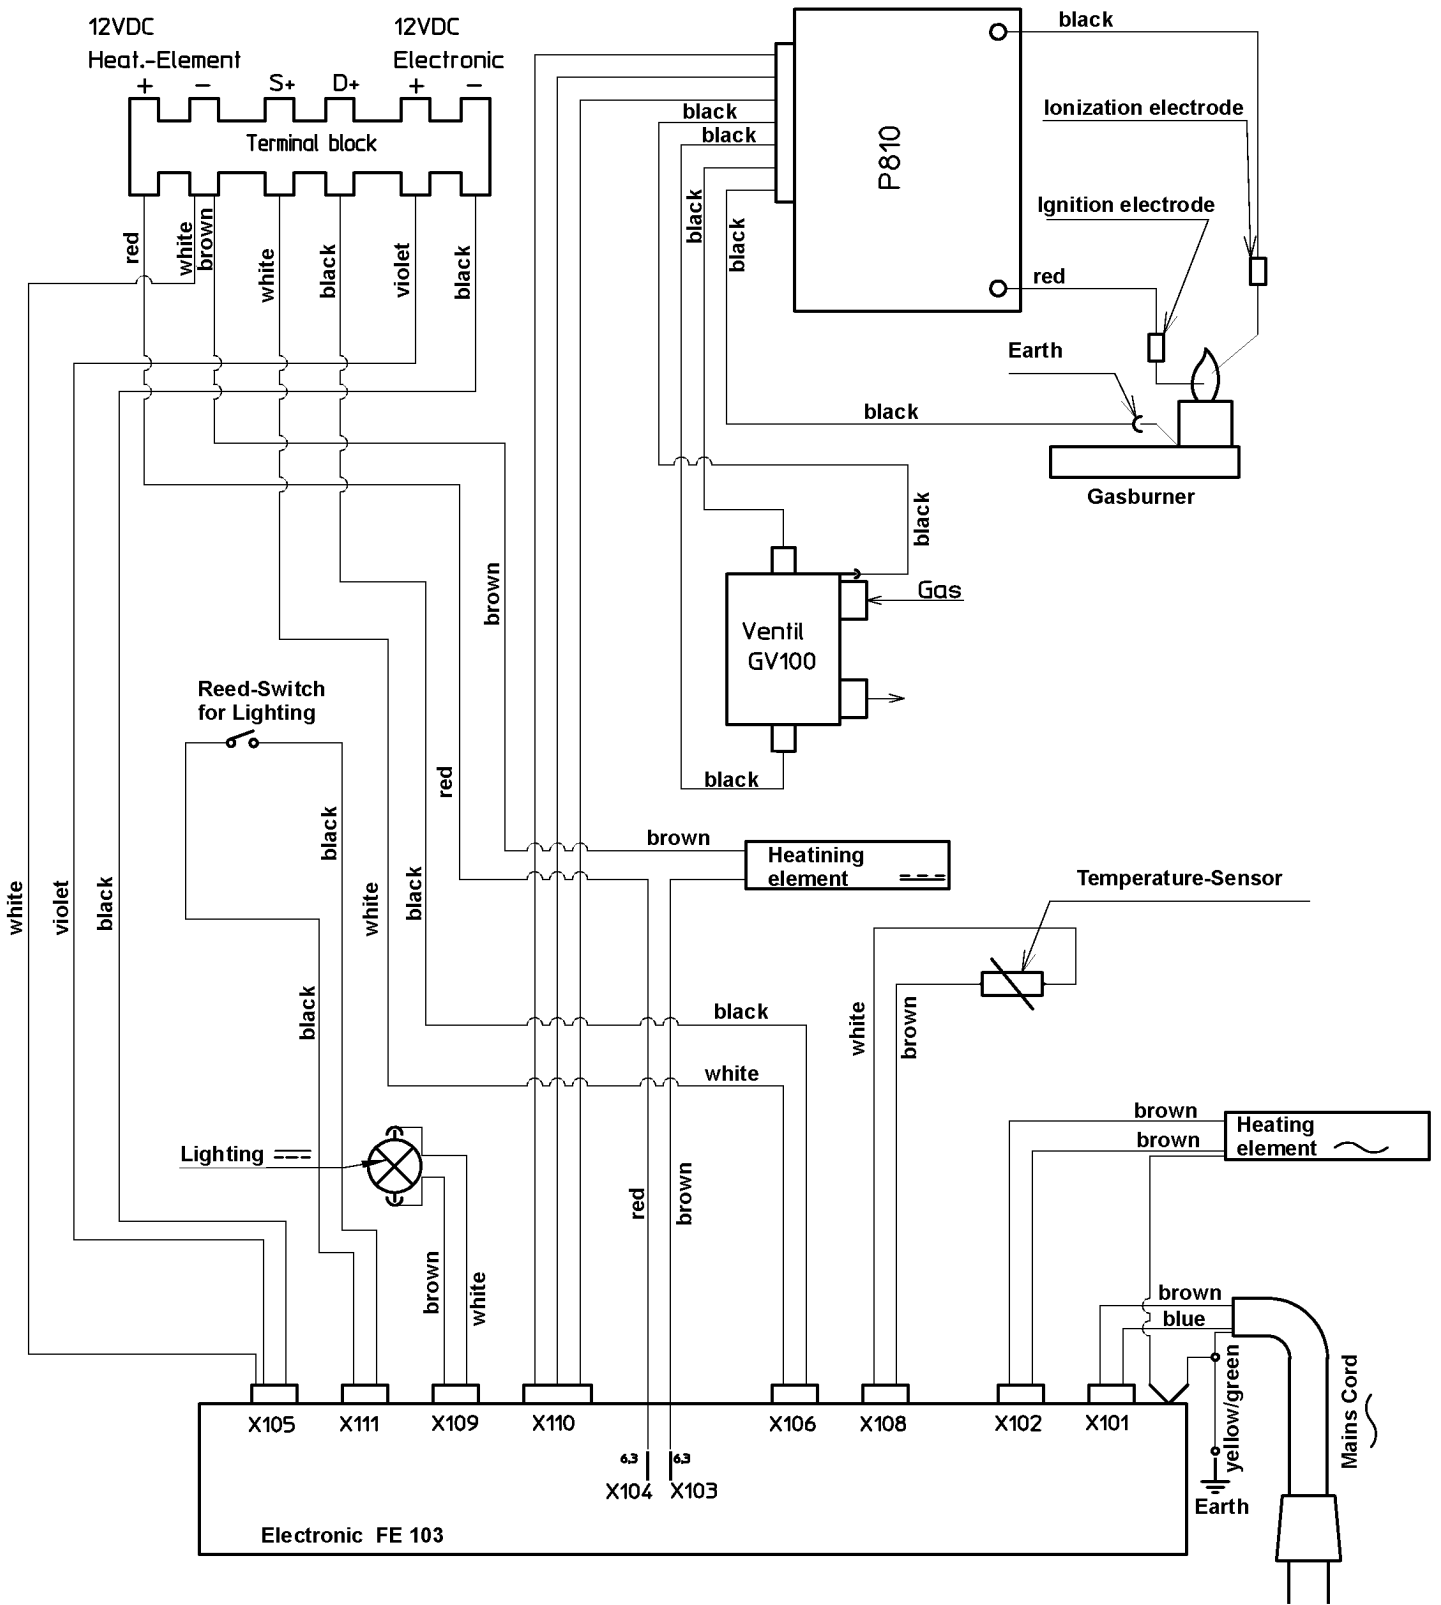 12VDC
Heat.-Element
12VDC
Electronic
+
−
S+
D+
+
−
Terminal block
red
white
brown
white
black
violet
black
black
black
black
black
P810
black
Ionization electrode
Ignition electrode
red
Earth
black
Gasburner
black
Gas
Ventil
GV100
black
brown
Reed-Switch
for Lighting
red
black
white
violet
black
white
black
black
brown
Heatining
element
Temperature-Sensor
white
brown
black
white
Lighting
brown
white
red
brown
brown
brown
Heating
element
brown
blue
yellow/green
Mains Cord
Earth
X105
X111
X109
X110
X106
X108
X102
X101
6,3
6,3
X104
X103
Electronic FE 103